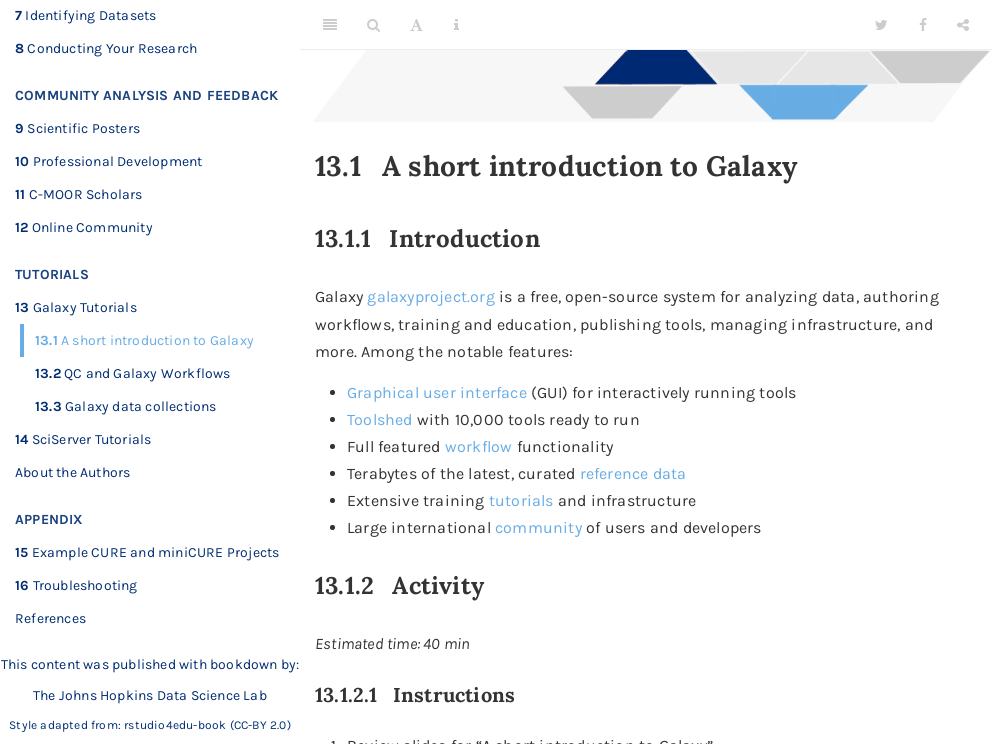 7 Identifying Datasets
8 Conducting Your Research
COMMUNITY ANALYSIS AND FEEDBACK
9 Scientific Posters
10 Professional Development
11 C-MOOR Scholars
12 Online Community
TUTORIALS
13 Galaxy Tutorials
13.1 A short introduction to Galaxy
13.2 QC and Galaxy Workflows
13.3 Galaxy data collections
14 SciServer Tutorials
About the Authors
APPENDIX
15 Example CURE and miniCURE Projects
16 Troubleshooting
References
This content was published with bookdown by:
The Johns Hopkins Data Science Lab
Style adapted from: rstudio4edu-book (CC-BY 2.0)
13.1 A short introduction to Galaxy
13.1.1 Introduction
Galaxy galaxyproject.org is a free, open-source system for analyzing data, authoring
workflows, training and education, publishing tools, managing infrastructure, and
more. Among the notable features:
• Graphical user interface (GUI) for interactively running tools
• Toolshed with 10,000 tools ready to run
• Full featured workflow functionality
• Terabytes of the latest, curated reference data
• Extensive training tutorials and infrastructure
• Large international community of users and developers
13.1.2 Activity
Estimated time: 40 min
13.1.2.1 Instructions
1. Review slides for “A short introduction to Galaxy”